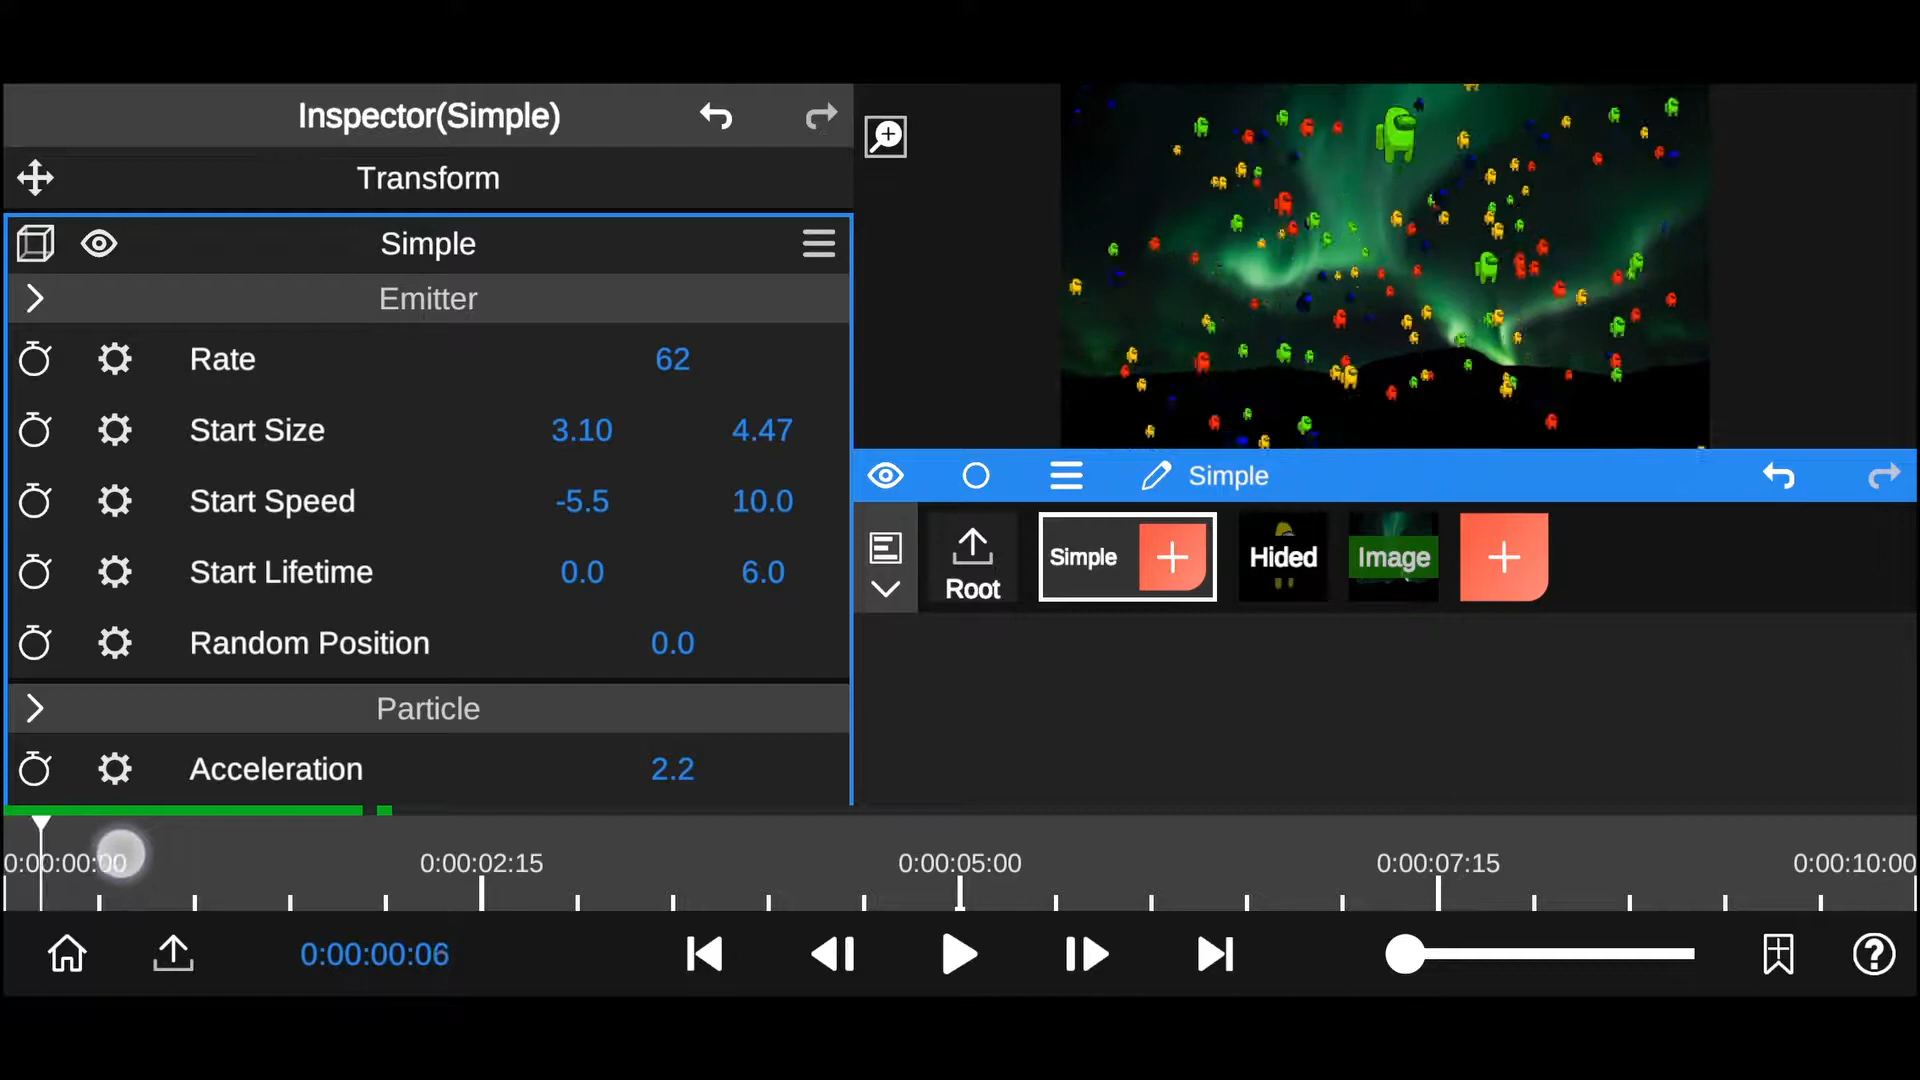 Inspector(Simple)
Transform
Simple
Emitter
Rate 62
Start Size 3.10 4.47
Start Speed -5.5 10.0
Start Lifetime 0.0 6.0
Random Position 0.0
Particle
Acceleration 2.2
Simple
Root
Simple
Hided
Image
0:00:00:00 0:00:02:15 0:00:05:00 0:00:07:15 0:00:10:00
0:00:00:06